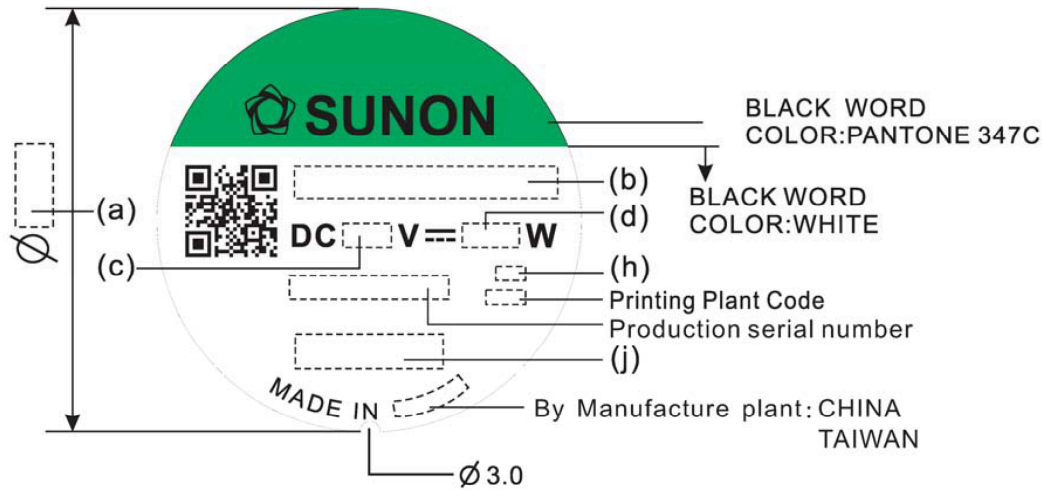 SUNON
BLACK WORD
COLOR:PANTONE 347C
BLACK WORD
COLOR:WHITE
(a)
Ø
(b)
(d)
DC V W
(c)
(h)
Printing Plant Code
Production serial number
(j)
MADE IN
By Manufacture plant: CHINA
TAIWAN
Ø 3.0